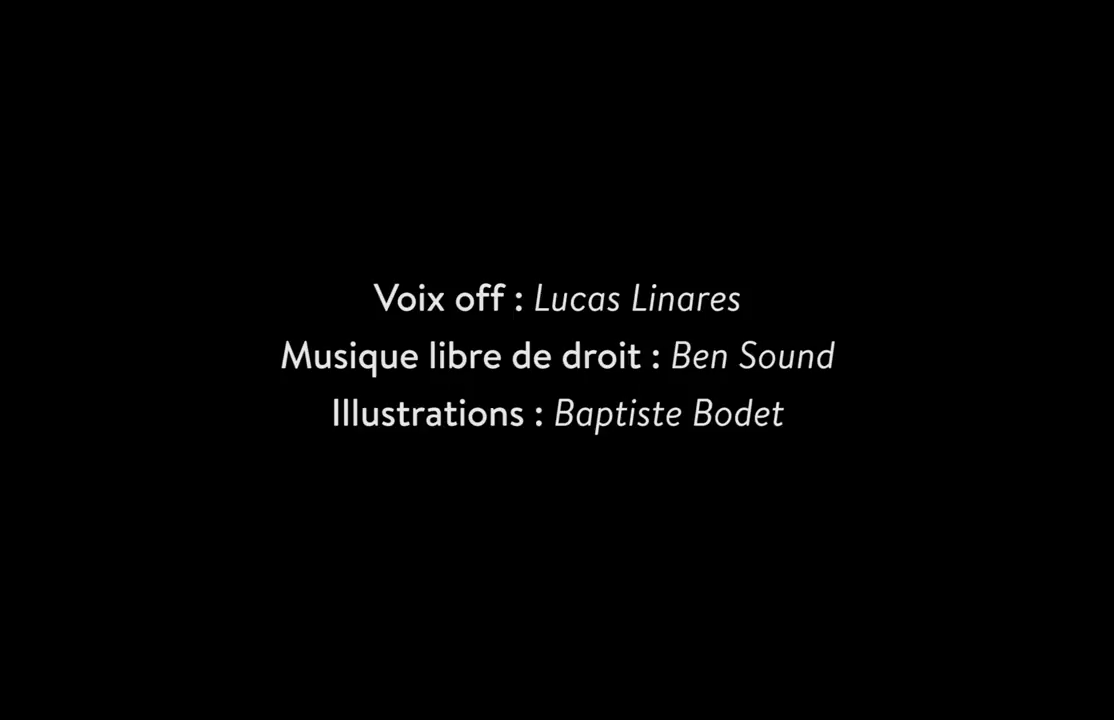 Voix off : Lucas Linares
Musique libre de droit : Ben Sound
Illustrations : Baptiste Bodet